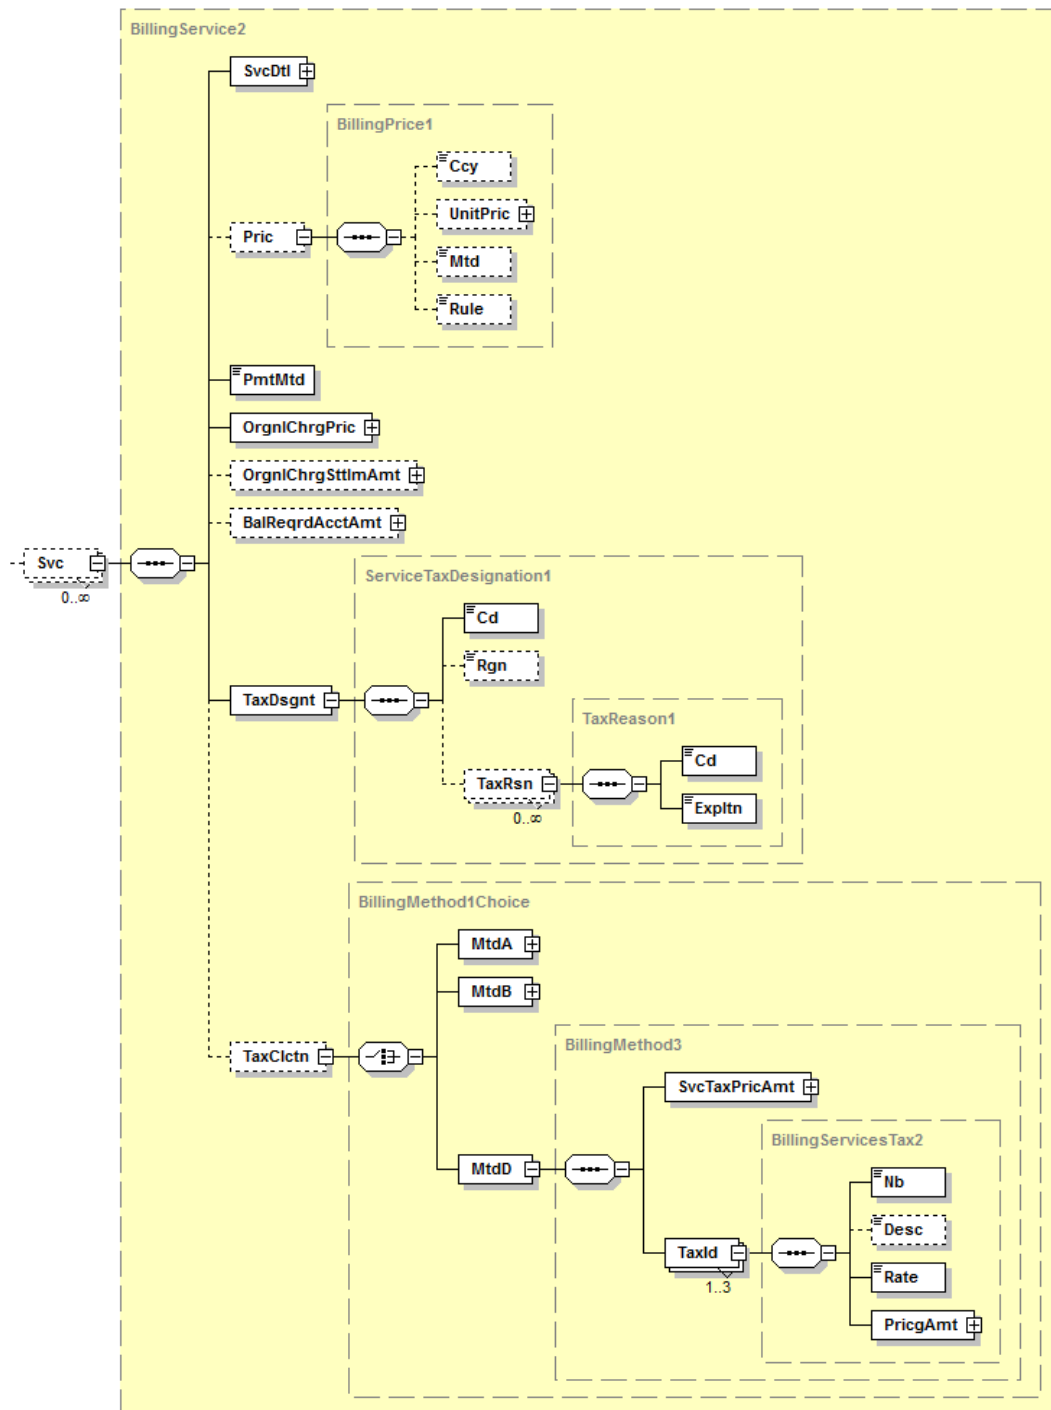 BillingService2
SvcDtl
BillingPrice1
Ccy
UnitPric
Pric
Mtd
Rule
PmtMtd
OrgnlChrgPric
OrgnlChrgSttlmAmt
BalReqrdAcctAmt
Svc
0..∞
ServiceTaxDesignation1
Cd
Rgn
TaxDsgnt
TaxReason1
Cd
TaxRsn
0..∞
Expltn
BillingMethod1Choice
MtdA
MtdB
BillingMethod3
TaxClctn
SvcTaxPricAmt
BillingServicesTax2
MtdD
Nb
Desc
TaxId
1..3
Rate
PricgAmt